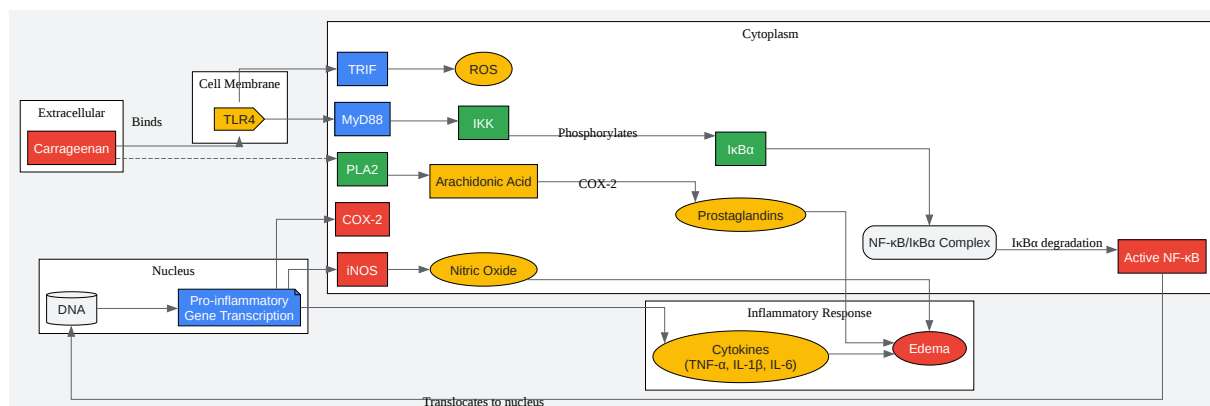 Cytoplasm
Extracellular
Carrageenan
Binds
Cell Membrane
TLR4
TRIF
ROS
MyD88
IKK
Phosphorylates
IκBα
PLA2
Arachidonic Acid
COX-2
Prostaglandins
COX-2
NF-κB/IκBα Complex
IκBα degradation
Active NF-κB
iNOS
Nitric Oxide
Nucleus
DNA
Pro-inflammatory
Gene Transcription
Inflammatory Response
Cytokines
(TNF-α, IL-1β, IL-6)
Edema
Translocates to nucleus